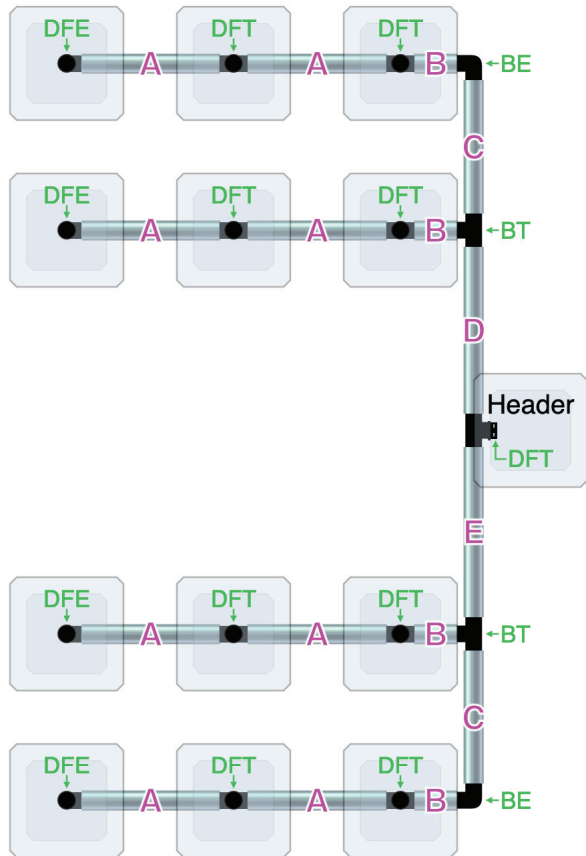 DFE DFT DFT
A A B BE
C
DFE DFT DFT
A A B BT
D
Header
DFT
E
DFE DFT DFT
A A B BT
C
DFE DFT DFT
A A B BE